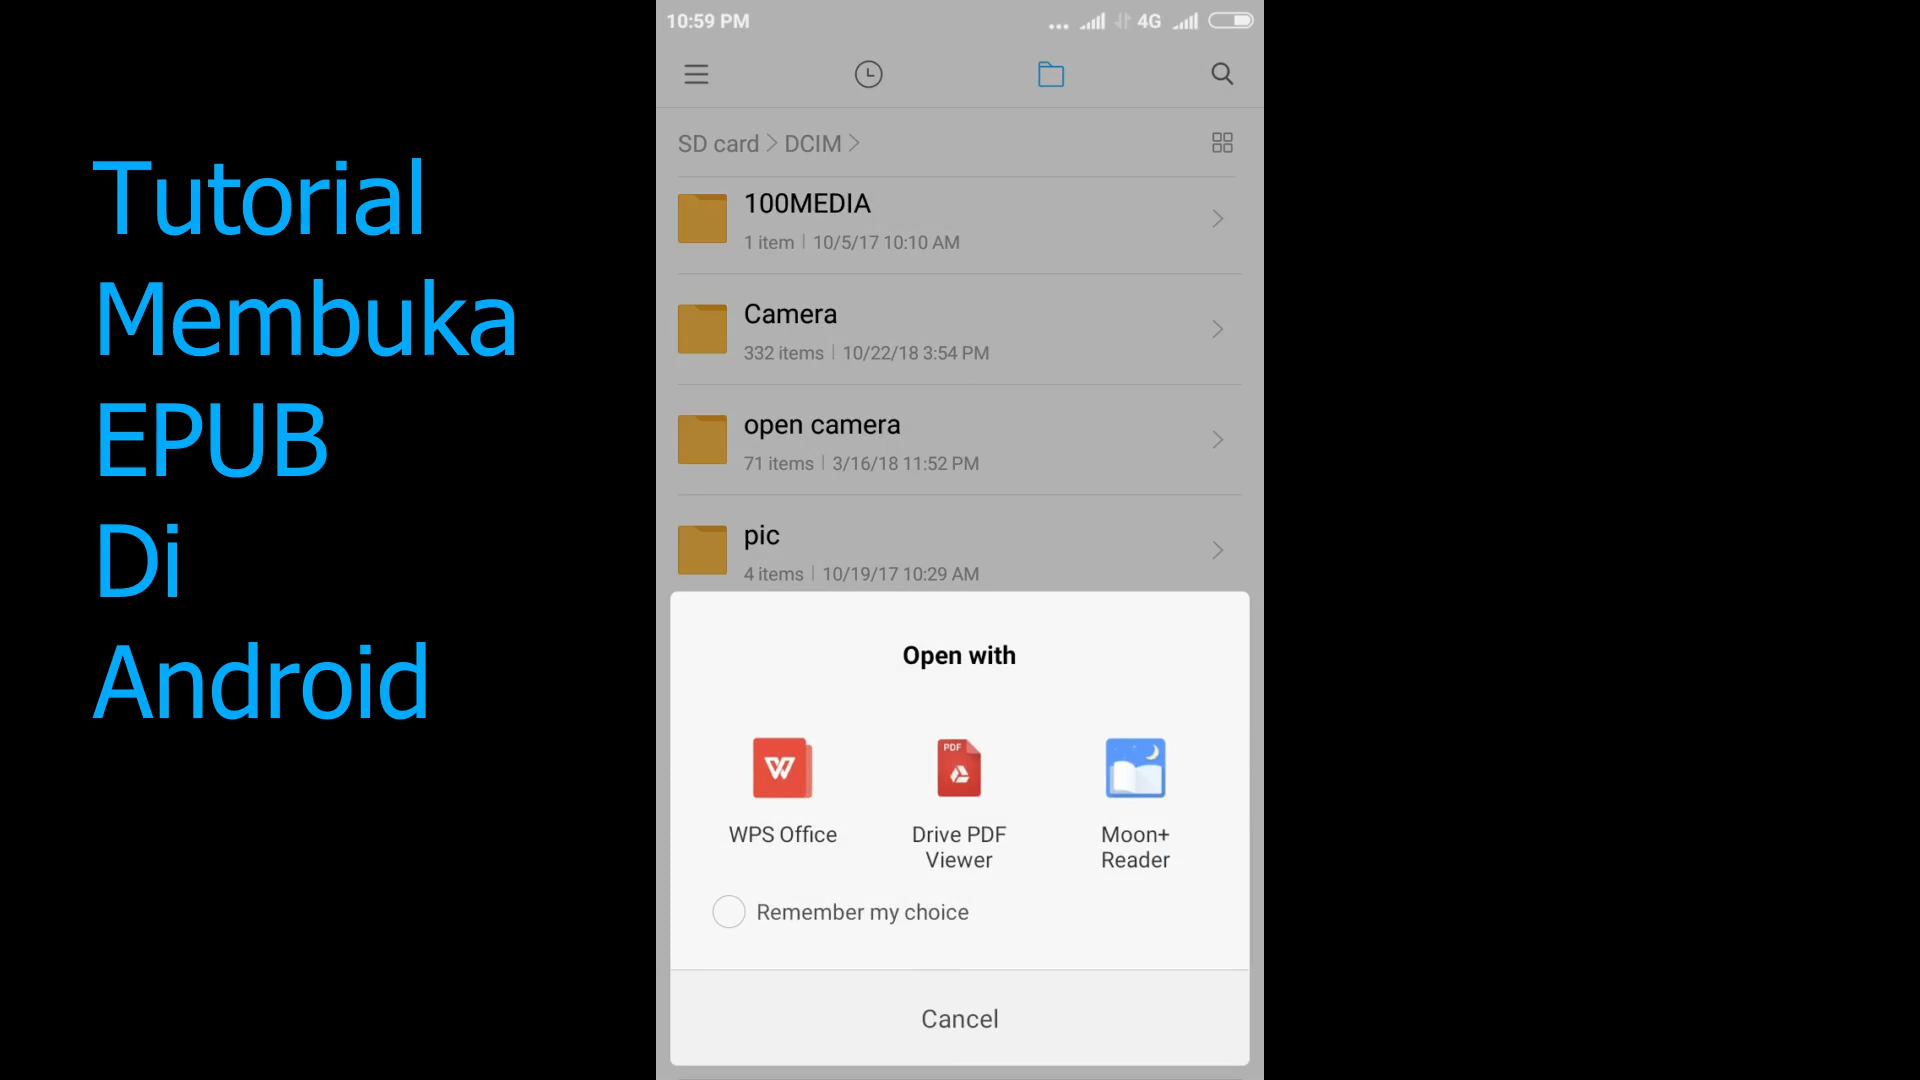 Tutorial
Membuka
EPUB
Di
Android
10:59 PM
... 4G
SD card > DCIM >
100MEDIA
1 item | 10/5/17 10:10 AM
Camera
332 items | 10/22/18 3:54 PM
open camera
71 items | 3/16/18 11:52 PM
pic
4 items | 10/19/17 10:29 AM
Open with
W
PDF
WPS Office
Drive PDF
Viewer
Moon+
Reader
Remember my choice
Cancel